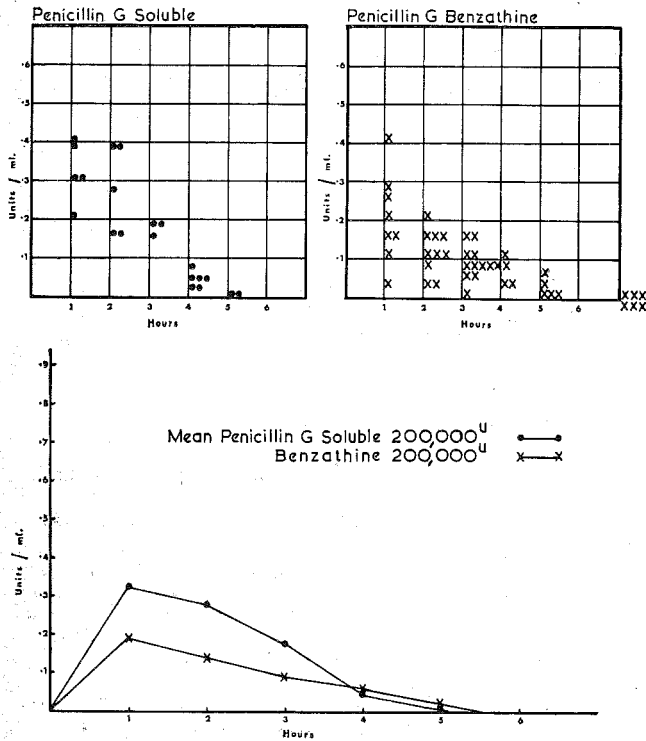 Penicillin G Soluble
.6
.5
.4
.3
.2
.1
Units / ml.
1 2 3 4 5 6
Hours
Penicillin G Benzathine
.6
.5
.4
.3
.2
.1
Units / ml.
1 2 3 4 5 6
Hours
.9
.8
.7
.6
.5
.4
.3
.2
.1
Units / ml.
Mean Penicillin G Soluble 200,000u
Benzathine 200,000u
1 2 3 4 5 6
Hours